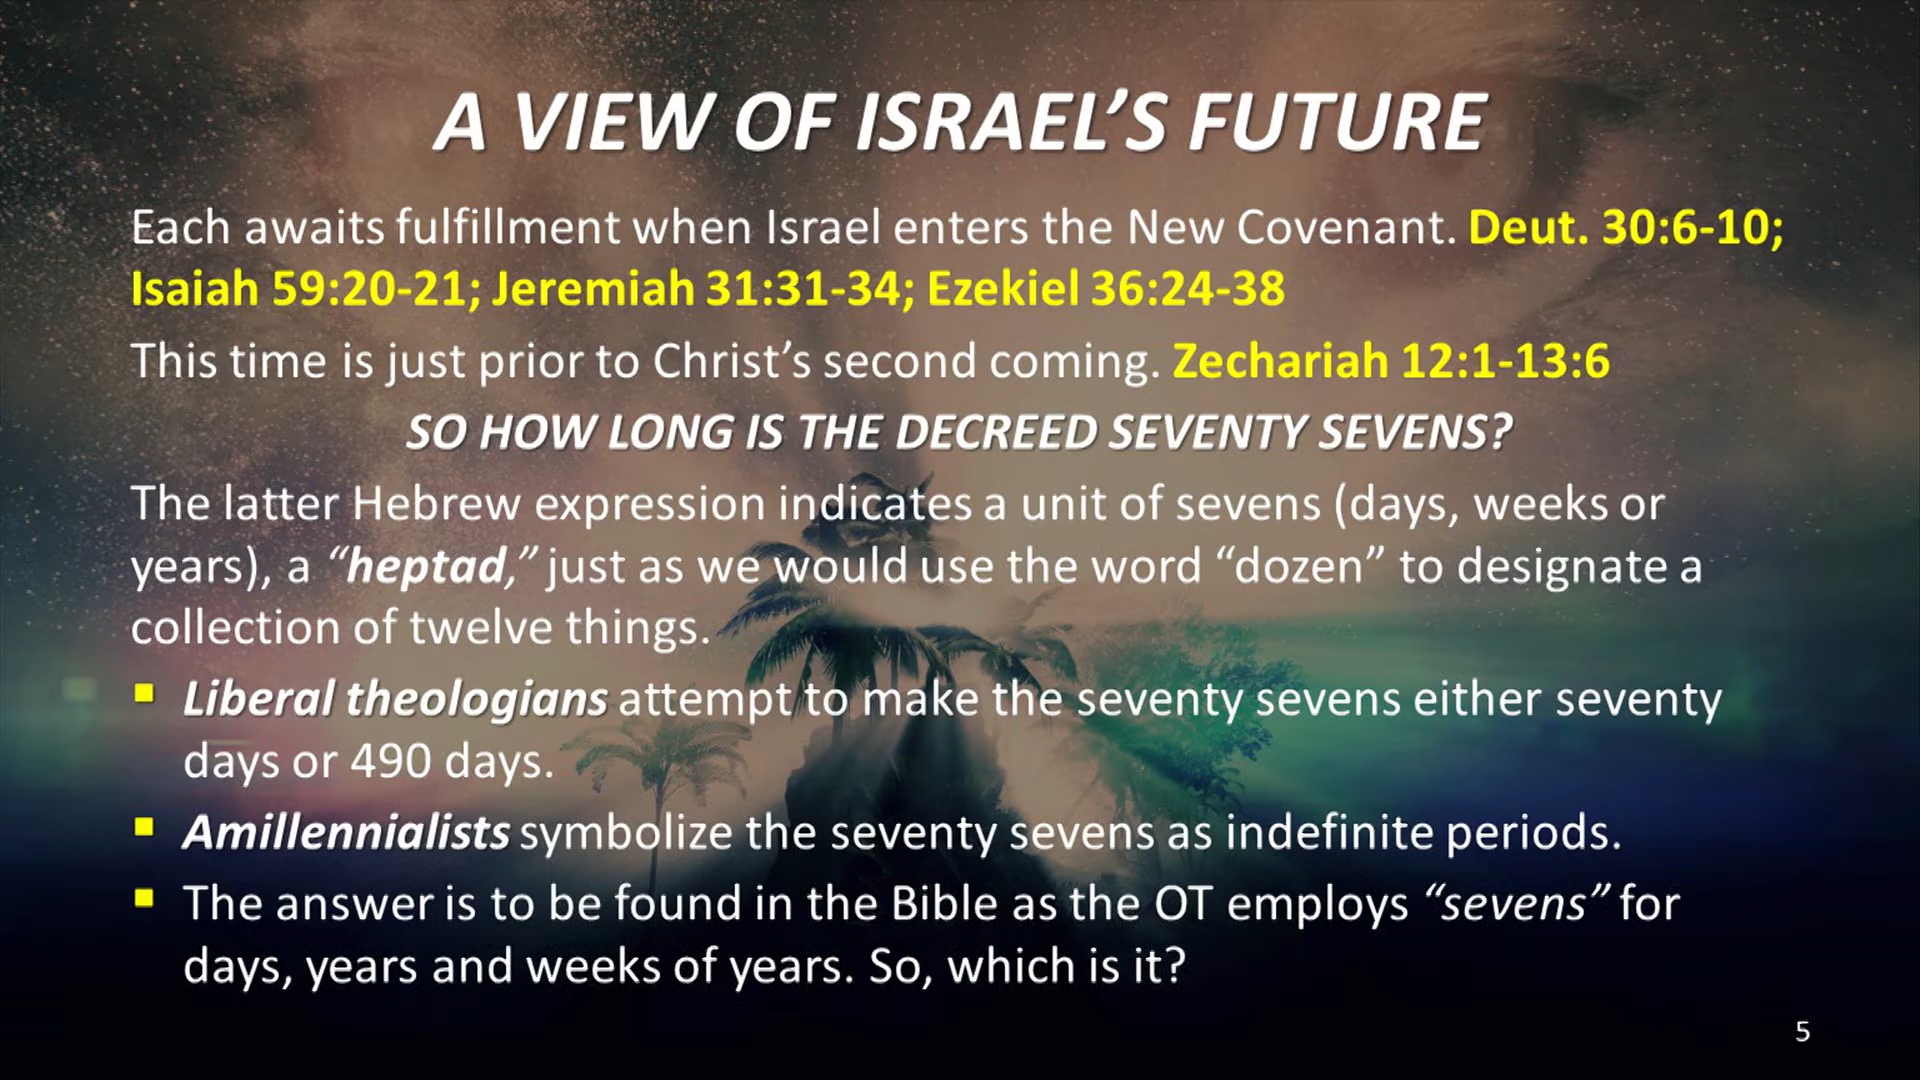 A VIEW OF ISRAEL’S FUTURE
Each awaits fulfillment when Israel enters the New Covenant. Deut. 30:6-10;
Isaiah 59:20-21; Jeremiah 31:31-34; Ezekiel 36:24-38
This time is just prior to Christ’s second coming. Zechariah 12:1-13:6
SO HOW LONG IS THE DECREED SEVENTY SEVENS?
The latter Hebrew expression indicates a unit of sevens (days, weeks or
years), a “heptad,” just as we would use the word “dozen” to designate a
collection of twelve things.
▪ Liberal theologians attempt to make the seventy sevens either seventy
days or 490 days.
▪ Amillennialists symbolize the seventy sevens as indefinite periods.
▪ The answer is to be found in the Bible as the OT employs “sevens” for
days, years and weeks of years. So, which is it?
5